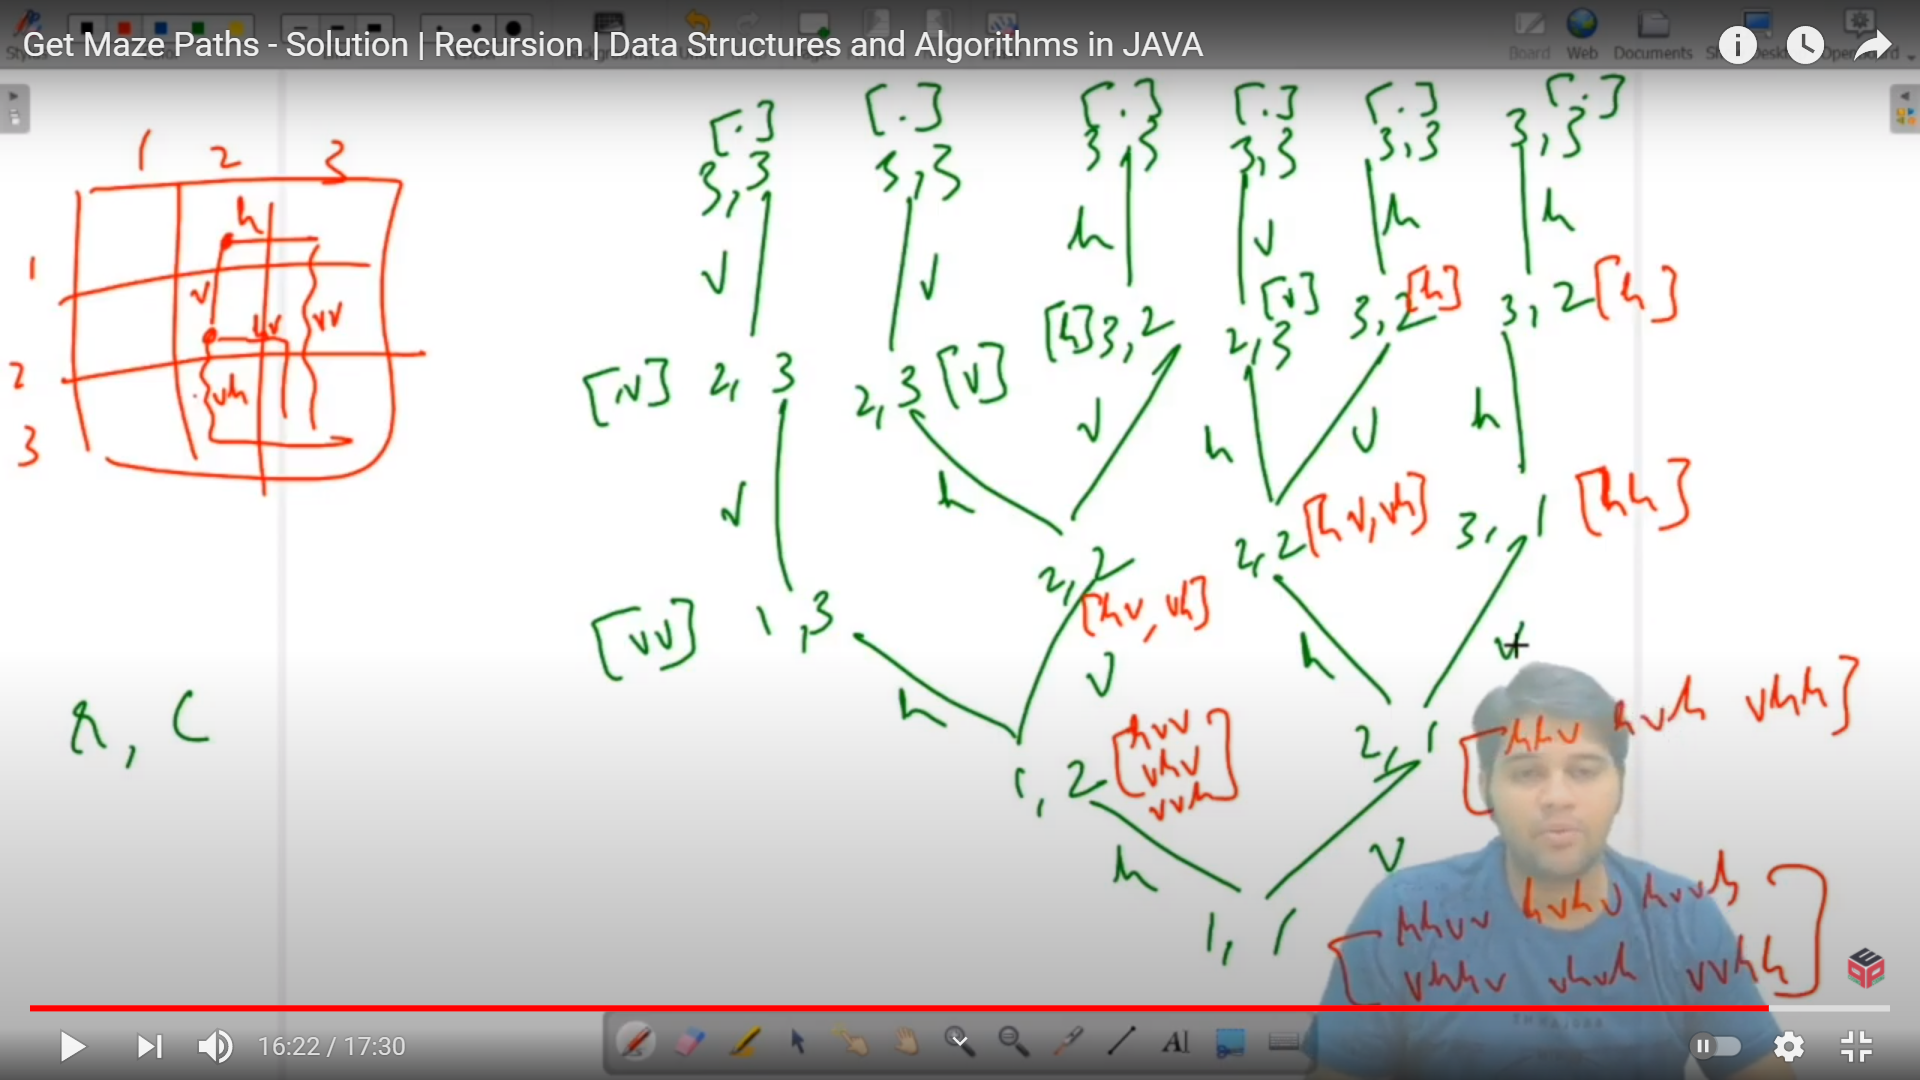 Get Maze Paths - Solution | Recursion | Data Structures and Algorithms in JAVA
Board Web Documents
1 2 3
1
2
3
h
v
hv
vv
vh
r, c
[.] [.] [.] [.] [.] [.]
3,3 3,3 3,3 3,3 3,3 3,3
v v h v h h
[v] 2,3 2,3 [v] [h] 3,2 2,3 [v] 3,2 [h] 3,2 [h]
v h v h v h
[vv] 1,3 2,2 [hv, vh] 2,2 [hv, vh] 3,1 [hh]
h v h v
1,2 [hvv
vhv
vvh]
2,1 [hhv hvh vhh]
h v
1,1 [hhvv hvhv hvvh
vhhv vhvh vvhh]
16:22 / 17:30
AI